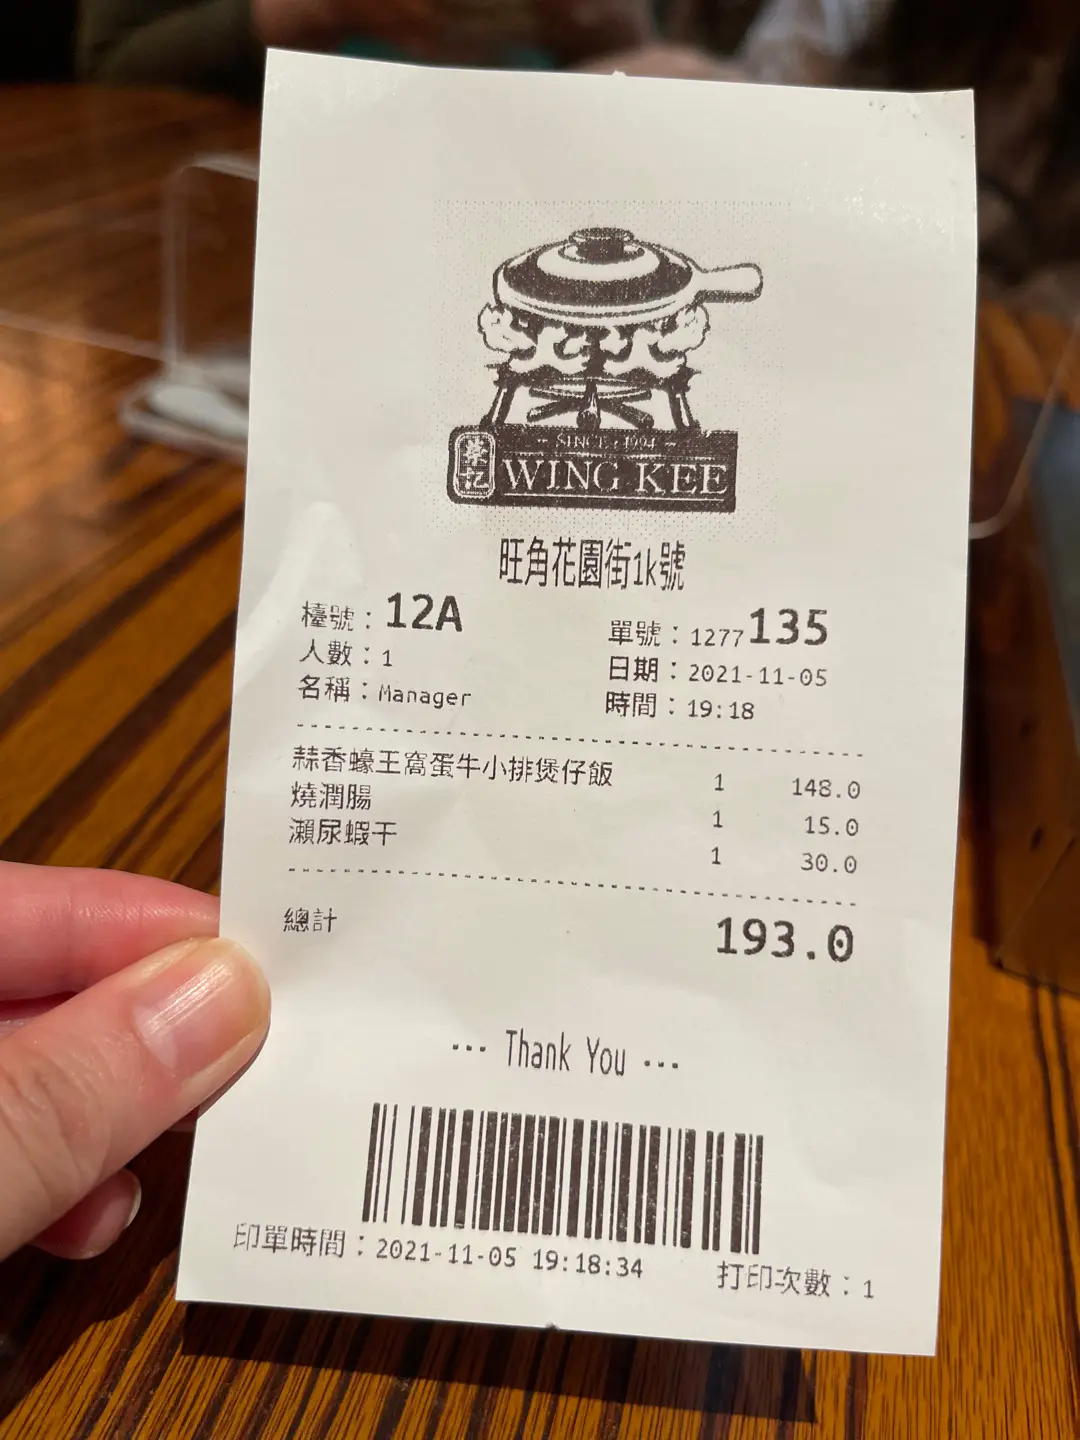 - SINCE · 1994 -
榮記
WING KEE
旺角花園街1k號
檯號：12A
單號：1277135
人數：1
日期：2021-11-05
名稱：Manager
時間：19:18
蒜香蠔王窩蛋牛小排煲仔飯 1 148.0
燒潤腸 1 15.0
瀨尿蝦干 1 30.0
總計 193.0
--- Thank You ---
印單時間：2021-11-05 19:18:34
打印次數：1